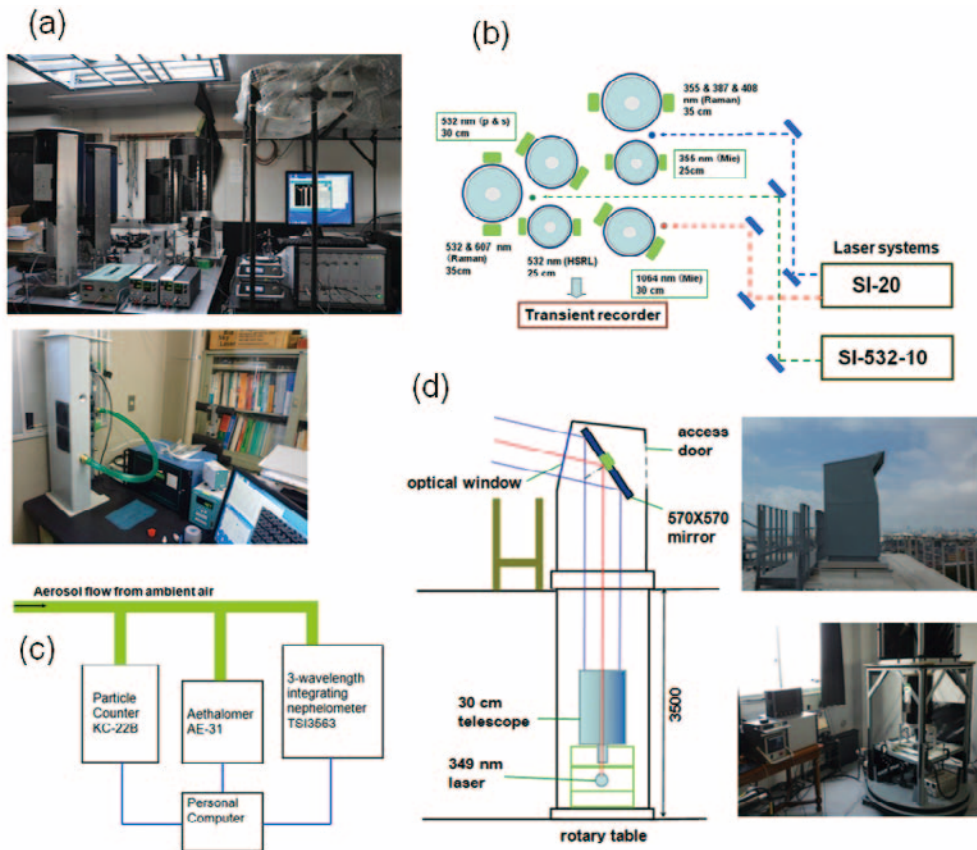 (a)
(b)
355 & 387 & 408
nm (Raman)
35 cm
532 nm (p & s)
30 cm
355 nm (Mie)
25cm
532 & 607 nm
(Raman)
35cm
532 nm (HSRL)
25 cm
1064 nm (Mie)
30 cm
Transient recorder
Laser systems
SI-20
SI-532-10
(d)
access
door
optical window
570X570
mirror
30 cm
telescope
349 nm
laser
3500
rotary table
Aerosol flow from ambient air
(c)
Particle
Counter
KC-22B
Aethalomer
AE-31
3-wavelength
integrating
nephelometer
TSI3563
Personal
Computer